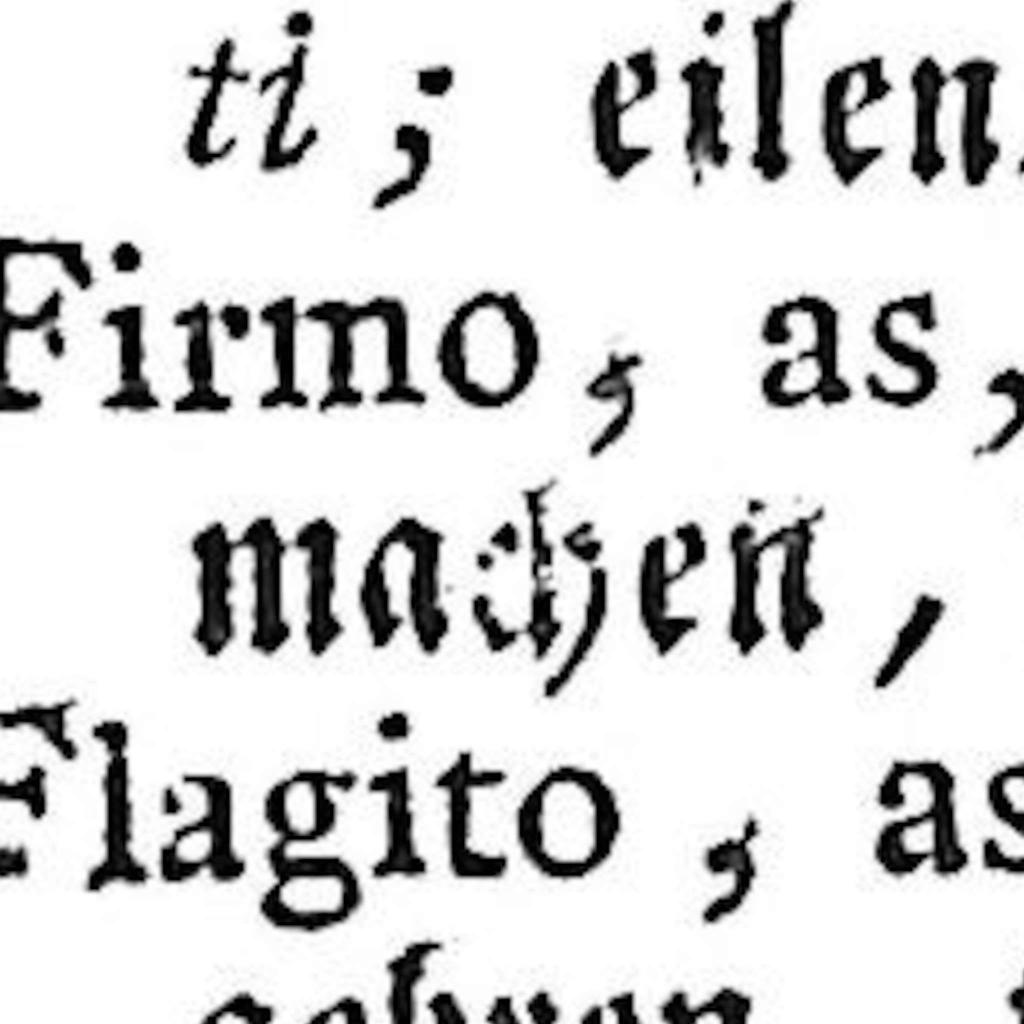 ti ; eilen
Firmo, as,
machen,
Flagito, as